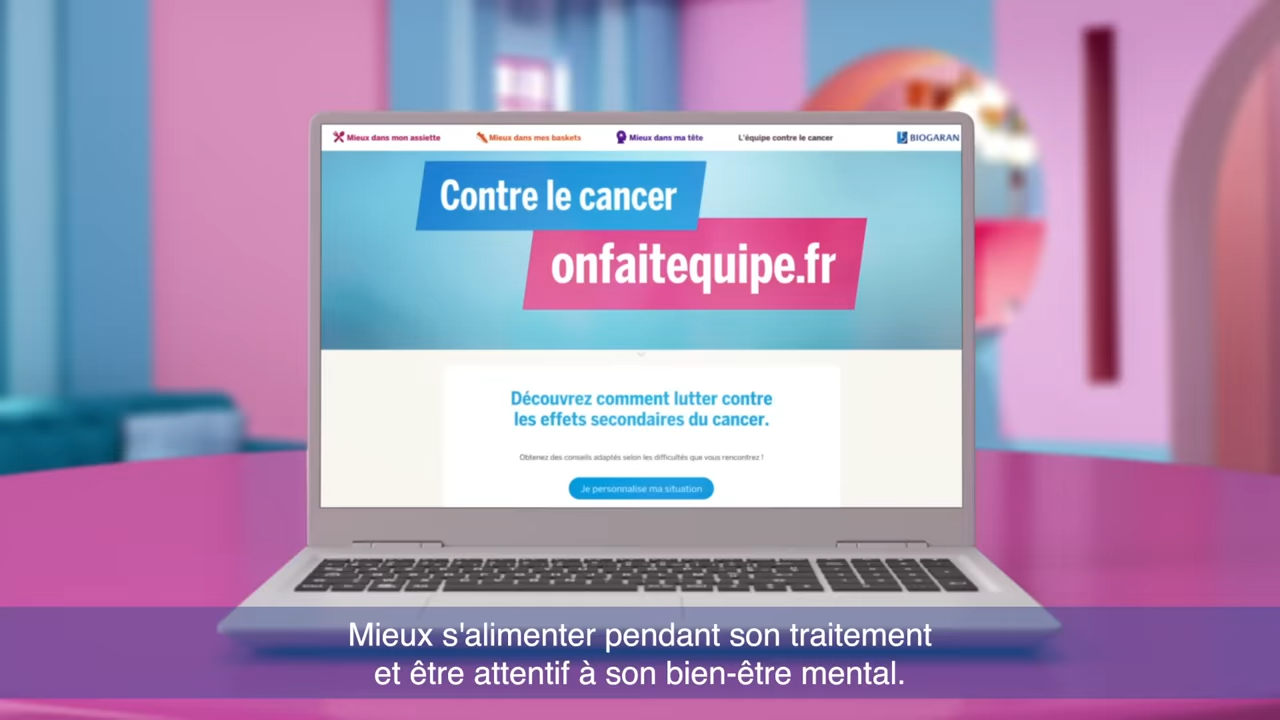 Mieux dans mon assiette
Mieux dans mes baskets
Mieux dans ma tête
L'équipe contre le cancer
BIOGARAN
Contre le cancer
onfaitequipe.fr
Découvrez comment lutter contre
les effets secondaires du cancer.
Obtenez des conseils adaptés selon les difficultés que vous rencontrez !
Je personnalise ma situation
Mieux s'alimenter pendant son traitement
et être attentif à son bien-être mental.